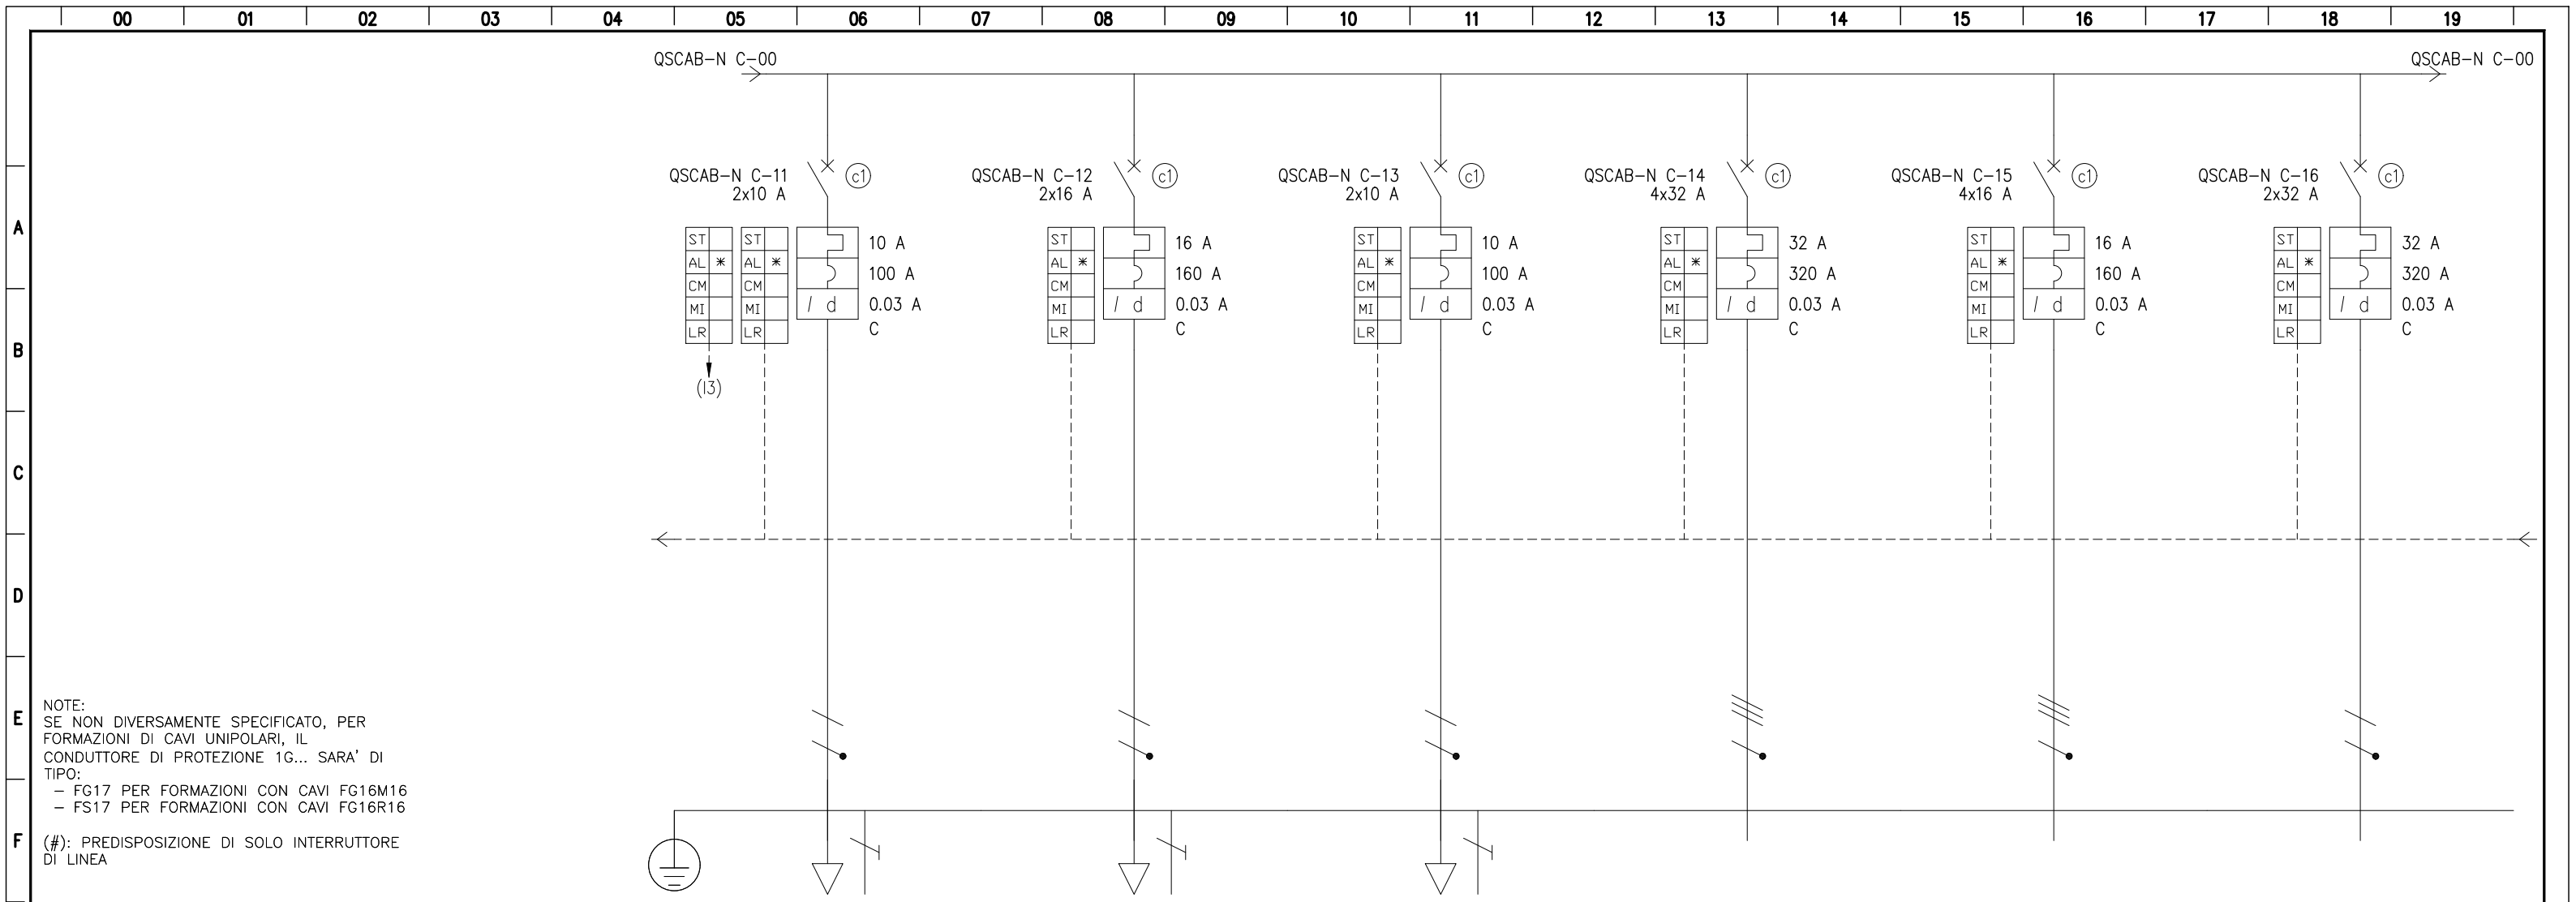 00 01 02 03 04 05 06 07 08 09 10 11 12 13 14 15 16 17 18 19
QSCAB-N C-00 QSCAB-N C-00
QSCAB-N C-11 c1 QSCAB-N C-12 c1 QSCAB-N C-13 c1 QSCAB-N C-14 c1 QSCAB-N C-15 c1 QSCAB-N C-16 c1
2x10 A 2x16 A 2x10 A 4x32 A 4x16 A 2x32 A
A
ST ST 10 A ST 16 A ST 10 A ST 32 A ST 16 A ST 32 A
AL * AL * 100 A AL * 160 A AL * 100 A AL * 320 A AL * 160 A AL * 320 A
CM CM CM CM CM CM CM
MI MI I d 0.03 A MI I d 0.03 A MI I d 0.03 A MI I d 0.03 A MI I d 0.03 A MI I d 0.03 A
LR LR C LR C LR C LR C LR C LR C
B
(I3)
C
D
E
NOTE:
SE NON DIVERSAMENTE SPECIFICATO, PER
FORMAZIONI DI CAVI UNIPOLARI, IL
CONDUTTORE DI PROTEZIONE 1G... SARA' DI
TIPO:
- FG17 PER FORMAZIONI CON CAVI FG16M16
- FS17 PER FORMAZIONI CON CAVI FG16R16
F
(#): PREDISPOSIZIONE DI SOLO INTERRUTTORE
DI LINEA